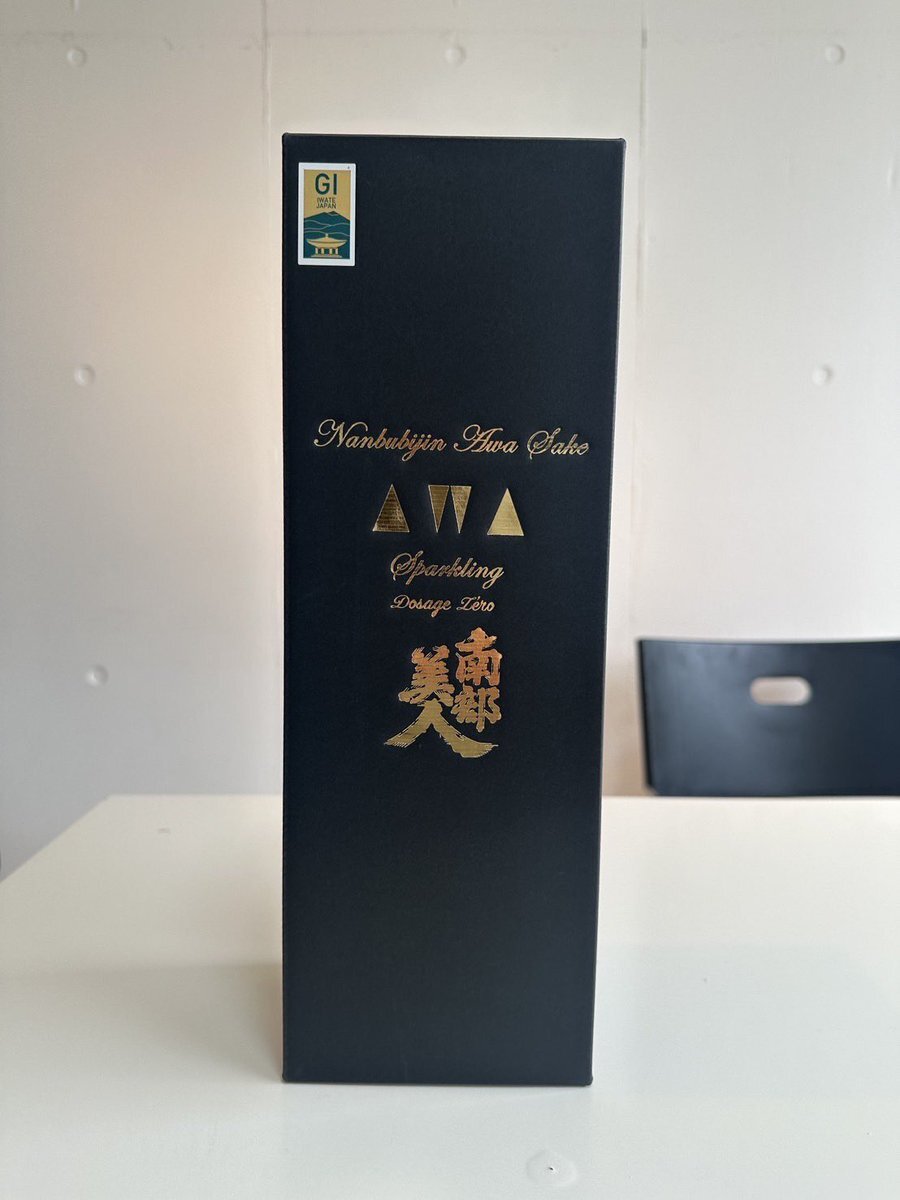 GI
IWATE
JAPAN
Nanbubijin Awa Sake
AWA
Sparkling
Dosage Zéro
南部
美人